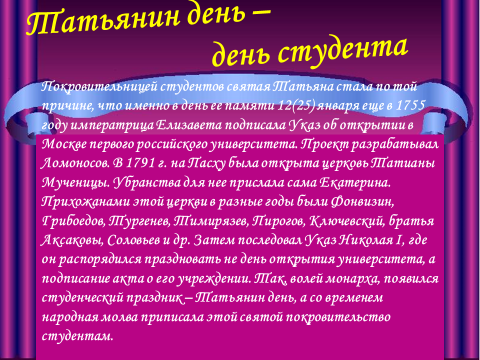 Татьянин день –
день студента
Покровительницей студентов святая Татьяна стала по той
причине, что именно в день ее памяти 12(25) января еще в 1755
году императрица Елизавета подписала Указ об открытии в
Москве первого российского университета. Проект разрабатывал
Ломоносов. В 1791 г. на Пасху была открыта церковь Татианы
Мученицы. Убранства для нее прислала сама Екатерина.
Прихожанами этой церкви в разные годы были Фонвизин,
Грибоедов, Тургенев, Тимирязев, Пирогов, Ключевский, братья
Аксаковы, Соловьев и др. Затем последовал Указ Николая I, где
он распорядился праздновать не день открытия университета, а
подписание акта о его учреждении. Так, волей монарха, появился
студенческий праздник – Татьянин день, а со временем
народная молва приписала этой святой покровительство
студентам.